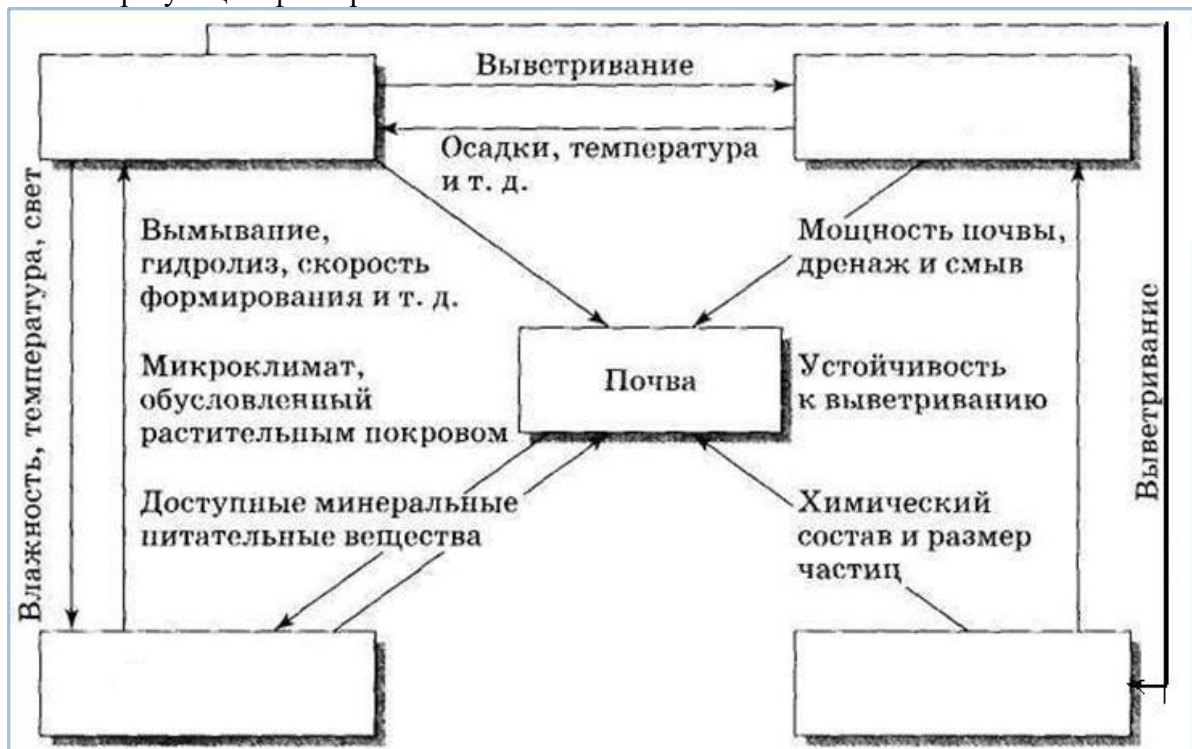 Выветривание
Осадки, температура
и т. д.
Влажность, температура, свет
Вымывание,
гидролиз, скорость
формирования и т. д.
Мощность почвы,
дренаж и смыв
Микроклимат,
обусловленный
растительным покровом
Почва
Устойчивость
к выветриванию
Выветривание
Доступные минеральные
питательные вещества
Химический
состав и размер
частиц